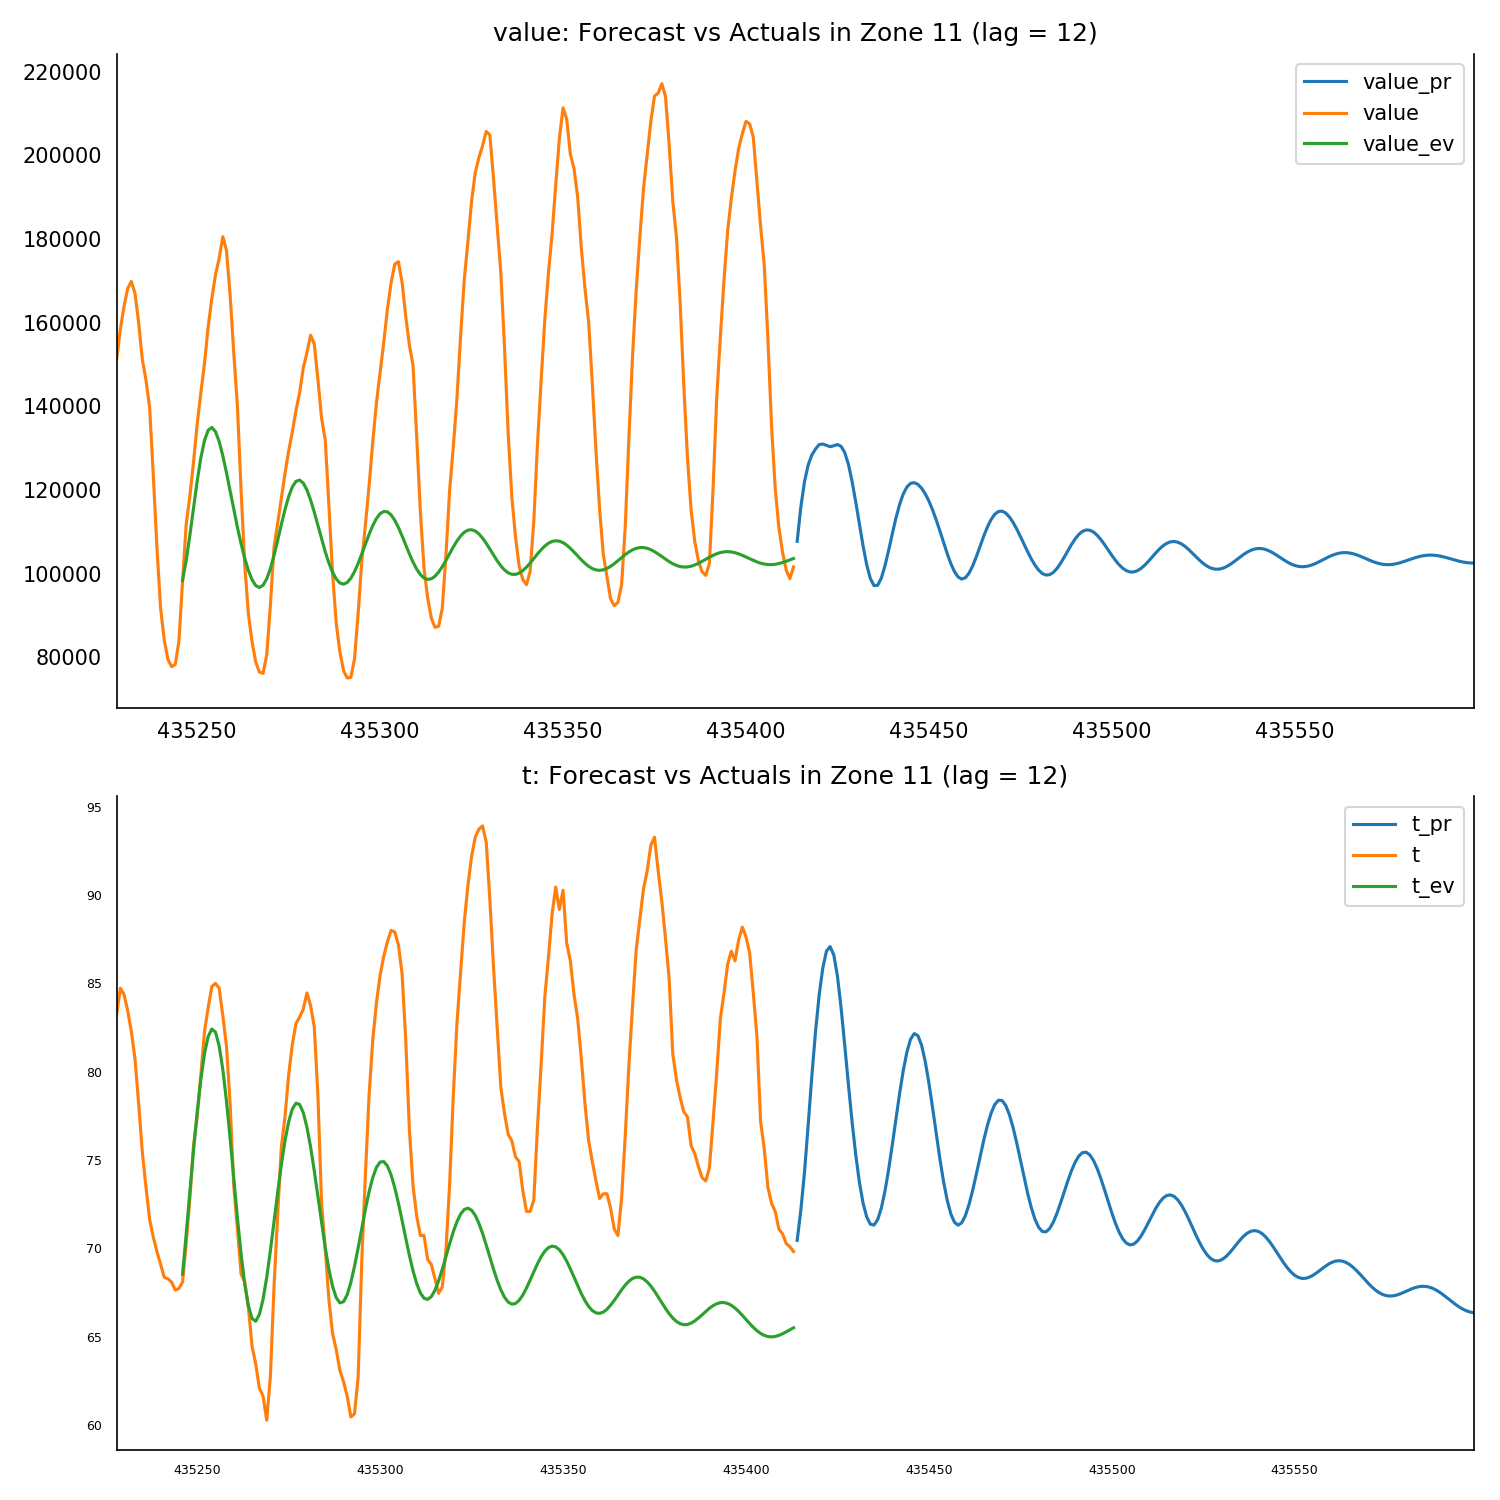 value: Forecast vs Actuals in Zone 11 (lag = 12)
220000
200000
180000
160000
140000
120000
100000
80000
value_pr
value
value_ev
435250 435300 435350 435400 435450 435500 435550
t: Forecast vs Actuals in Zone 11 (lag = 12)
95
90
85
80
75
70
65
60
t_pr
t
t_ev
435250 435300 435350 435400 435450 435500 435550